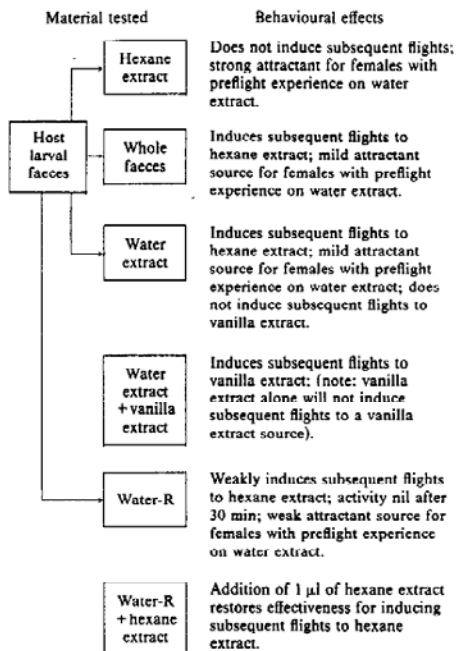 Material tested
Behavioural effects
Hexane
extract
Does not induce subsequent flights;
strong attractant for females with
preflight experience on water
extract.
Host
larval
faeces
Whole
faeces
Induces subsequent flights to
hexane extract; mild attractant
source for females with preflight
experience on water extract.
Water
extract
Induces subsequent flights to
hexane extract; mild attractant
source for females with preflight
experience on water extract; does
not induce subsequent flights to
vanilla extract.
Water
extract
+vanilla
extract
Induces subsequent flights to
vanilla extract; (note: vanilla
extract alone will not induce
subsequent flights to a vanilla
extract source).
Water-R
Weakly induces subsequent flights
to hexane extract; activity nil after
30 min; weak attractant source for
females with preflight experience
on water extract.
Water-R
+hexane
extract
Addition of 1 μl of hexane extract
restores effectiveness for inducing
subsequent flights to hexane
extract.